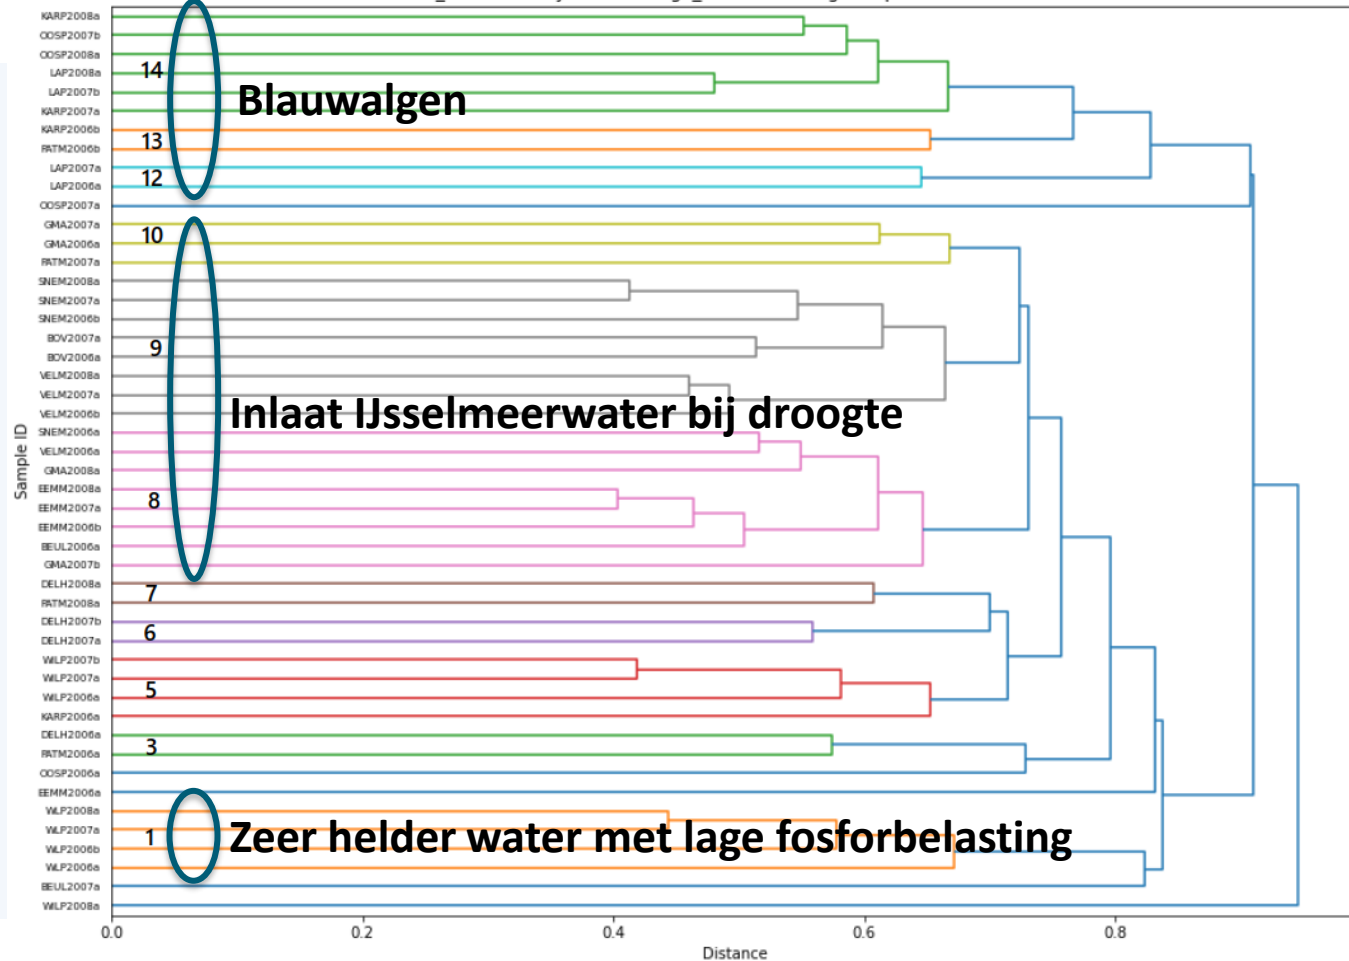 KARP2008a
OOSP2007b
OOSP2008a
LAP2008a
14
LAP2007b
Blauwalgen
KARP2007a
KARP2006b
13
PATM2006b
LAP2007a
12
LAP2006a
OOSP2007a
GMA2007a
10
GMA2006a
PATM2007a
SNEM2008a
SNEM2007a
SNEM2006b
BOV2007a
9
BOV2006a
VELM2008a
VELM2007a
Inlaat IJsselmeerwater bij droogte
VELM2006b
SNEM2006a
VELM2006a
GMA2008a
Sample ID
EEMM2008a
8
EEMM2007a
EEMM2006b
BEUL2006a
GMA2007b
DELH2008a
7
PATM2008a
DELH2007b
6
DELH2007a
WILP2007b
WILP2007a
5
WILP2006a
KARP2006a
DELH2006a
3
PATM2006a
OOSP2006a
EEMM2006a
WLP2008a
WLP2007a
1
Zeer helder water met lage fosforbelasting
WLP2006b
WLP2006a
BEUL2007a
WILP2008a
0.0 0.2 0.4 0.6 0.8
Distance